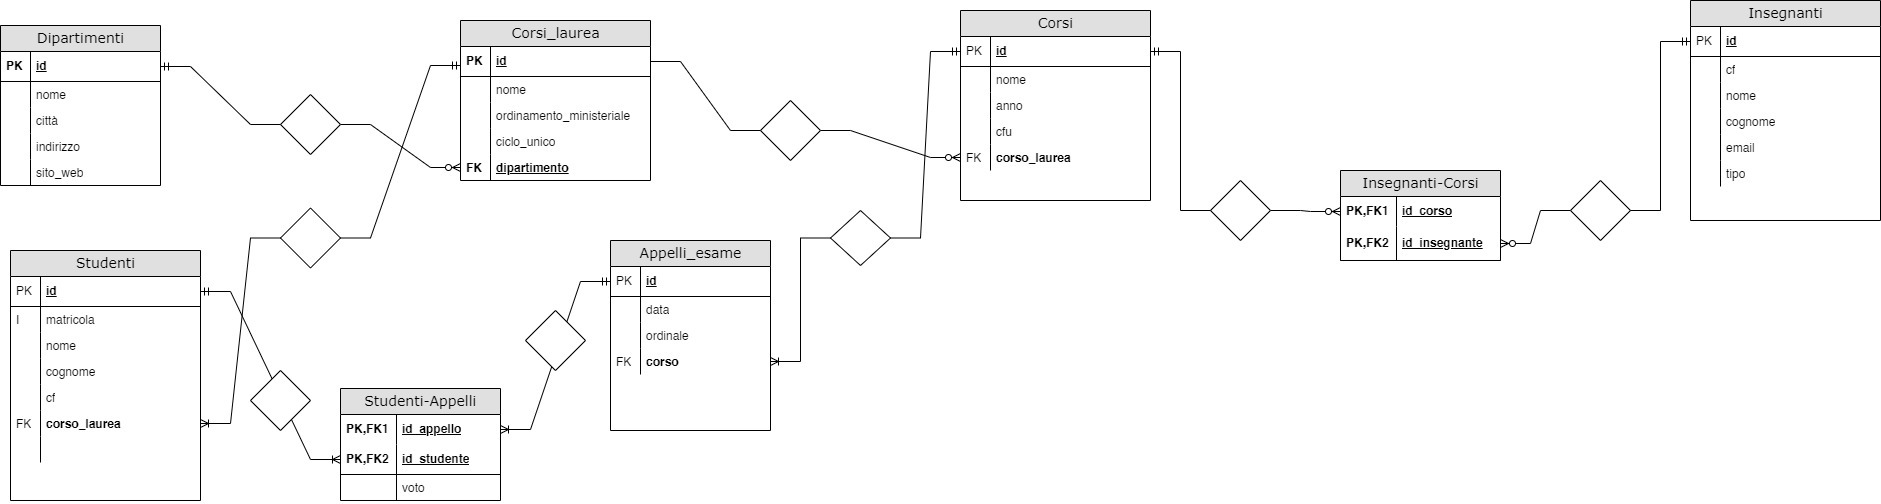 Dipartimenti
PK id
nome
città
indirizzo
sito_web
Corsi_laurea
PK id
nome
ordinamento_ministeriale
ciclo_unico
FK dipartimento
Corsi
PK id
nome
anno
cfu
FK corso_laurea
Insegnanti
PK id
cf
nome
cognome
email
tipo
Insegnanti-Corsi
PK,FK1 id_corso
PK,FK2 id_insegnante
Studenti
PK id
I matricola
nome
cognome
cf
FK corso_laurea
Appelli_esame
PK id
data
ordinale
FK corso
Studenti-Appelli
PK,FK1 id_appello
PK,FK2 id_studente
voto